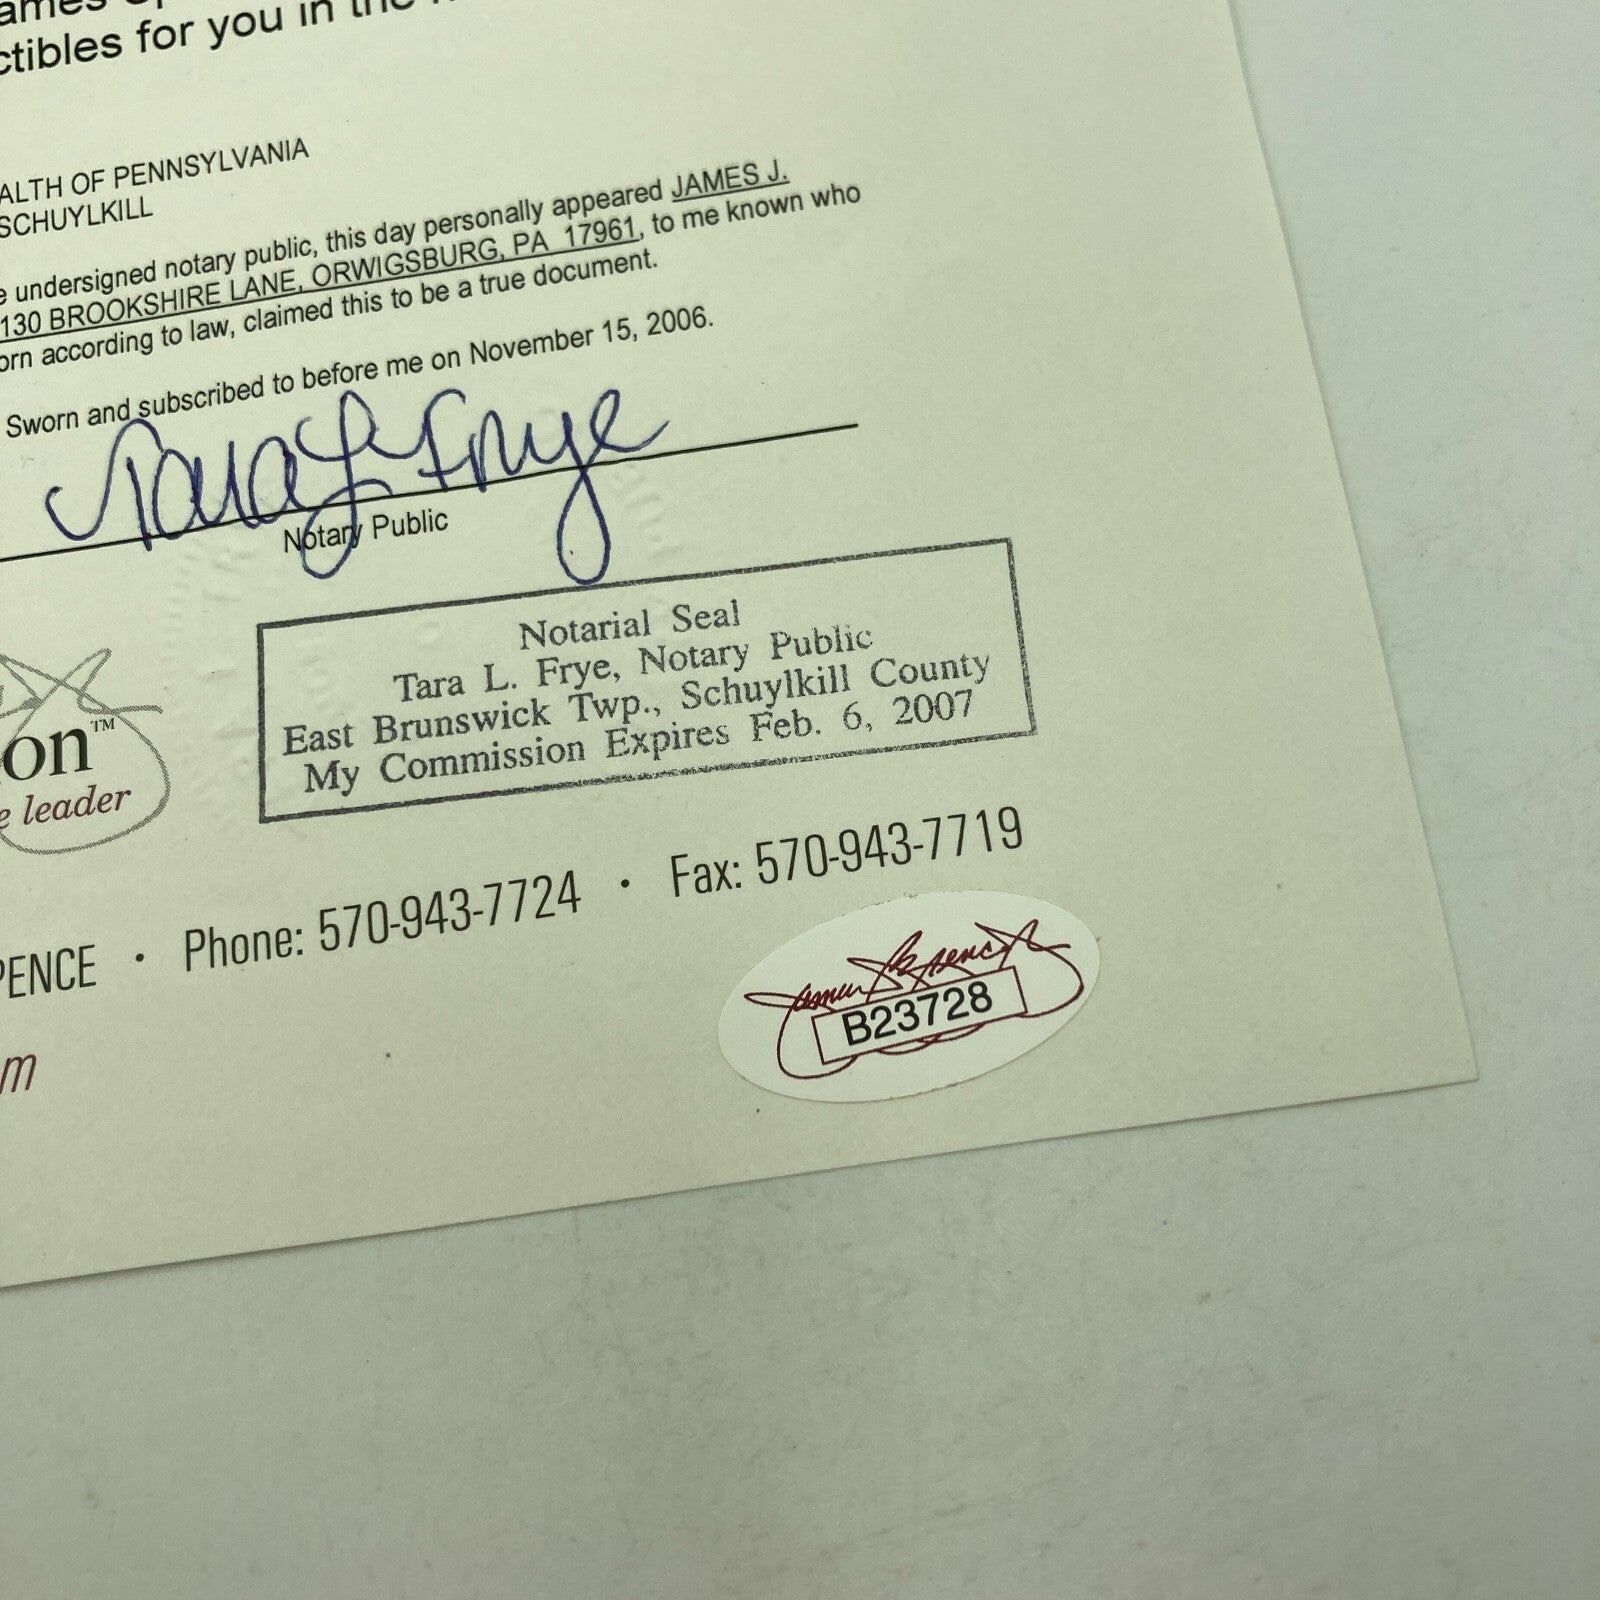 ctibles for you in the
ALTH OF PENNSYLVANIA
SCHUYLKILL
e undersigned notary public, this day personally appeared JAMES J.
130 BROOKSHIRE LANE, ORWIGSBURG, PA 17961, to me known who
orn according to law, claimed this to be a true document.
Sworn and subscribed to before me on November 15, 2006.
Tara L Frye
Notary Public
Notarial Seal
Tara L. Frye, Notary Public
East Brunswick Twp., Schuylkill County
My Commission Expires Feb. 6, 2007
on™
e leader
PENCE · Phone: 570-943-7724 · Fax: 570-943-7719
m
James Spence
B23728